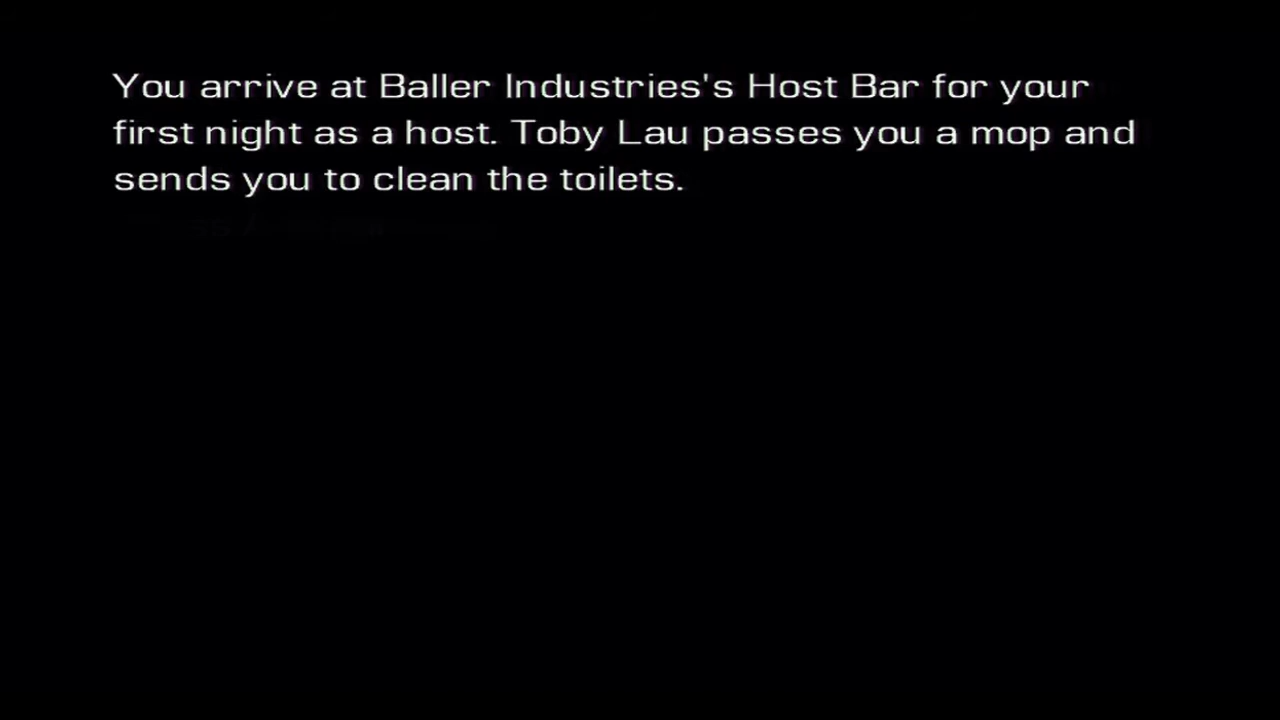 You arrive at Baller Industries's Host Bar for your
first night as a host. Toby Lau passes you a mop and
sends you to clean the toilets.